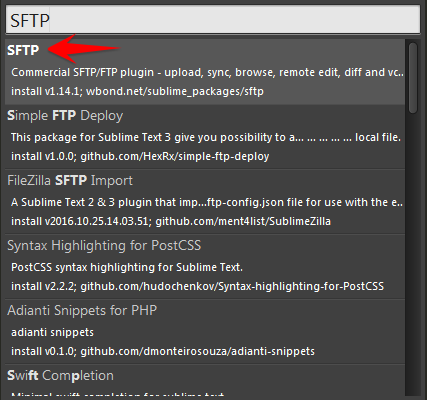 SFTP
SFTP
Commercial SFTP/FTP plugin - upload, sync, browse, remote edit, diff and vc...
install v1.14.1; wbond.net/sublime_packages/sftp
Simple FTP Deploy
This package for Sublime Text 3 give you possibility to a... ... ... ... ... local file.
install v1.0.0; github.com/HexRx/simple-ftp-deploy
FileZilla SFTP Import
A Sublime Text 2 & 3 plugin that imp...ftp-config.json file for use with the e...
install v2016.10.25.14.03.51; github.com/ment4list/SublimeZilla
Syntax Highlighting for PostCSS
PostCSS syntax highlighting for Sublime Text.
install v2.2.2; github.com/hudochenkov/Syntax-highlighting-for-PostCSS
Adianti Snippets for PHP
adianti snippets
install v0.1.0; github.com/dmonteirosouza/adianti-snippets
Swift Completion
Minimal swift completion for sublime text